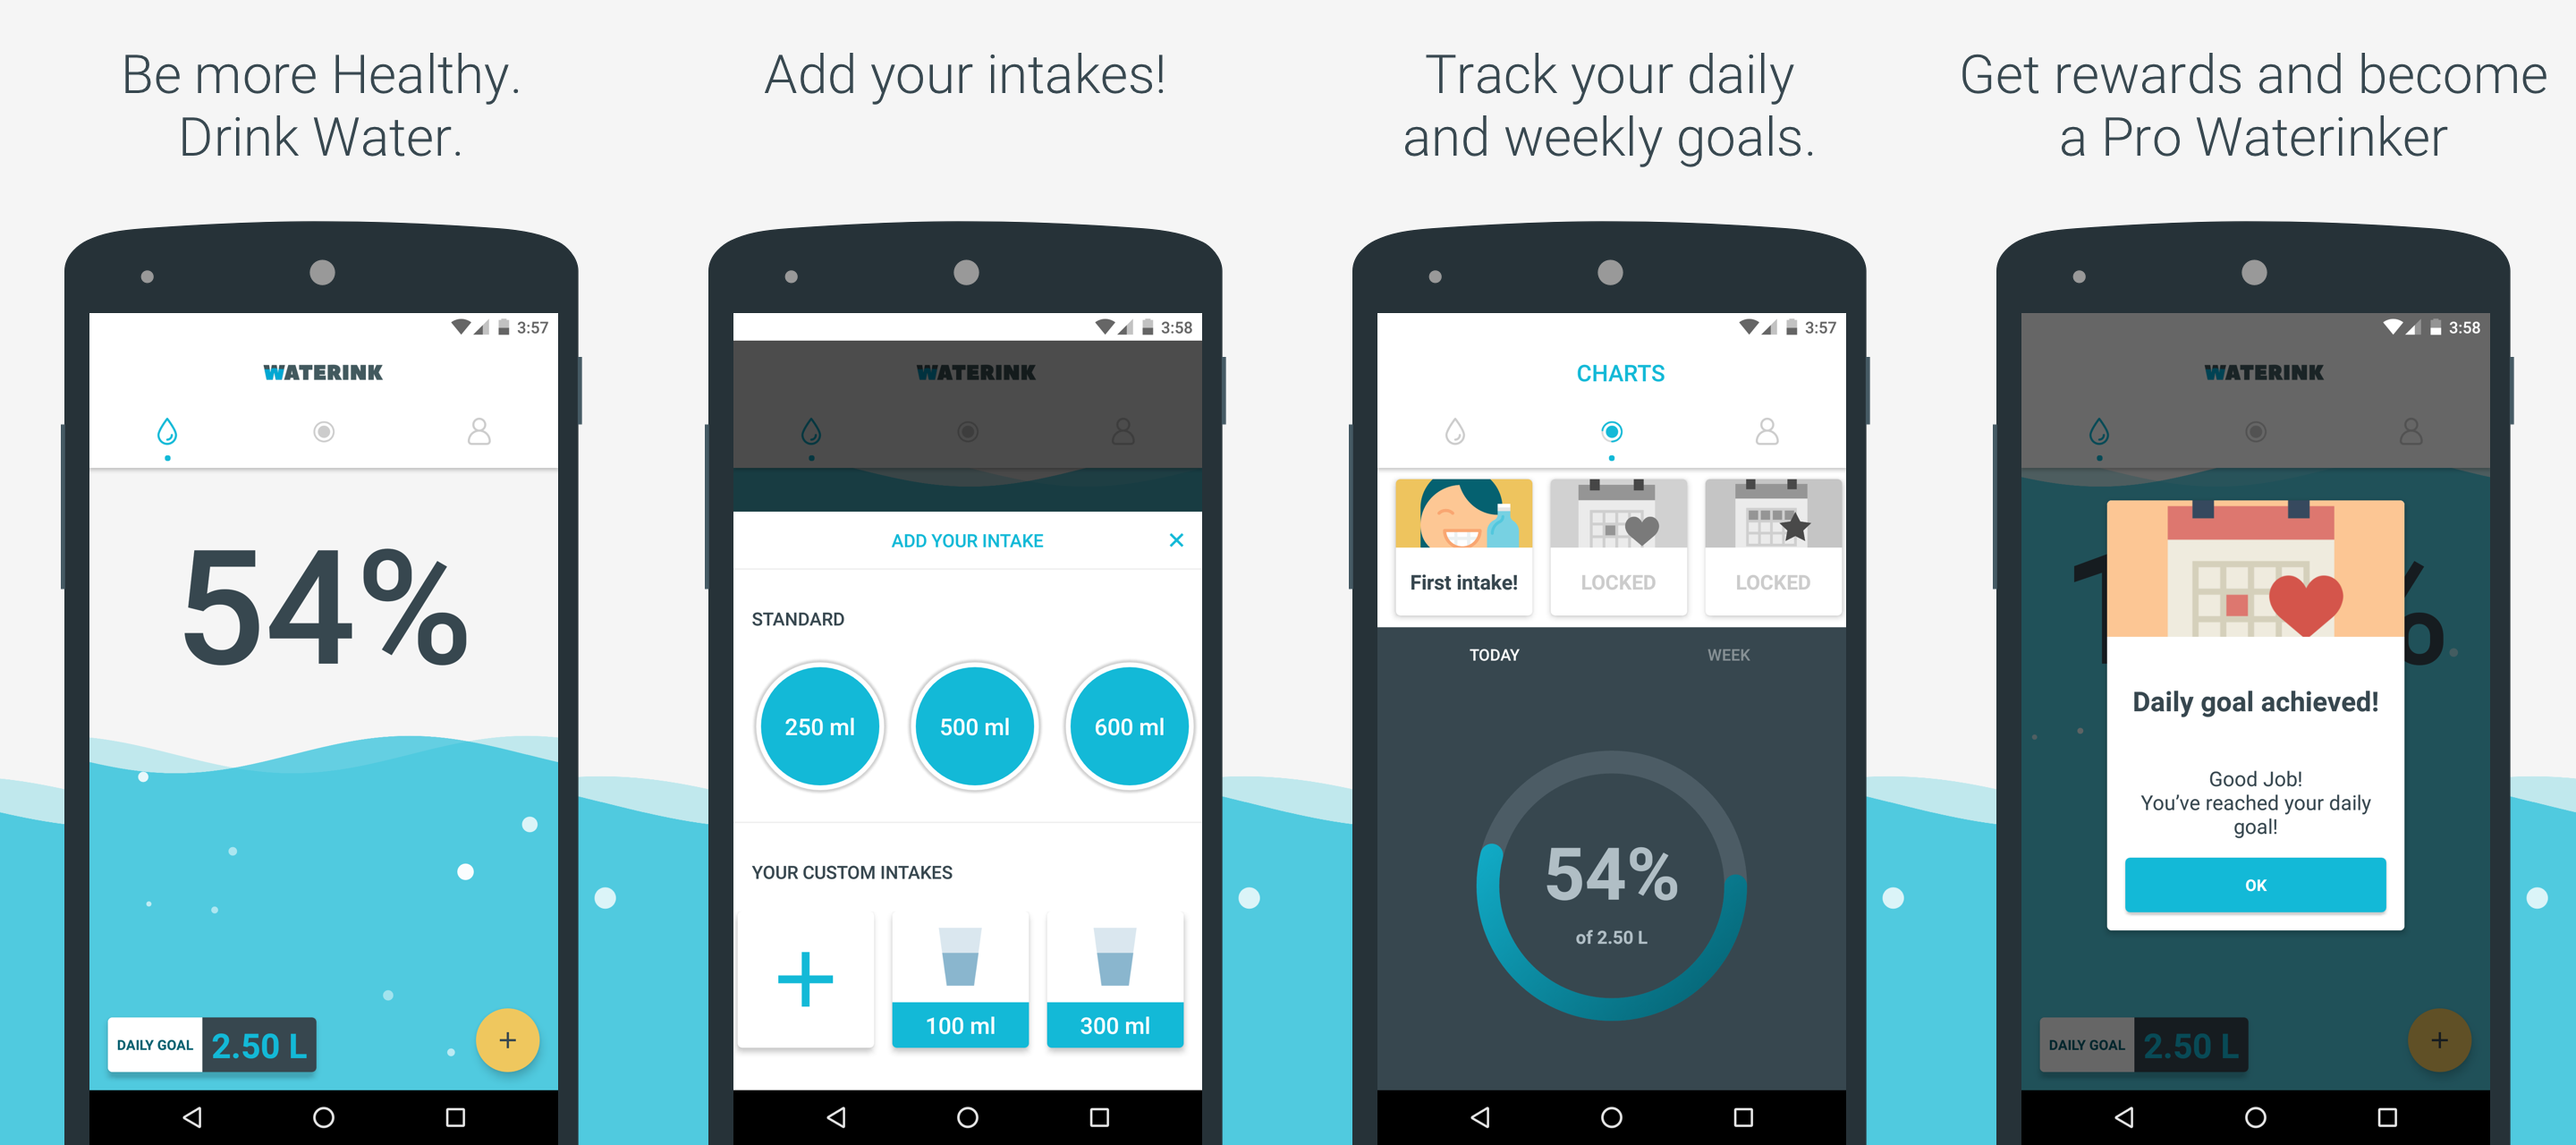 Be more Healthy.
Drink Water.
3:57
WATERINK
54%
DAILY GOAL
2.50 L
+
Add your intakes!
3:58
WATERINK
ADD YOUR INTAKE
×
STANDARD
250 ml
500 ml
600 ml
YOUR CUSTOM INTAKES
+
100 ml
300 ml
Track your daily
and weekly goals.
3:57
CHARTS
First intake!
LOCKED
LOCKED
TODAY
WEEK
54%
of 2.50 L
Get rewards and become
a Pro Waterinker
3:58
WATERINK
Daily goal achieved!
Good Job!
You've reached your daily
goal!
OK
DAILY GOAL
2.50 L
+